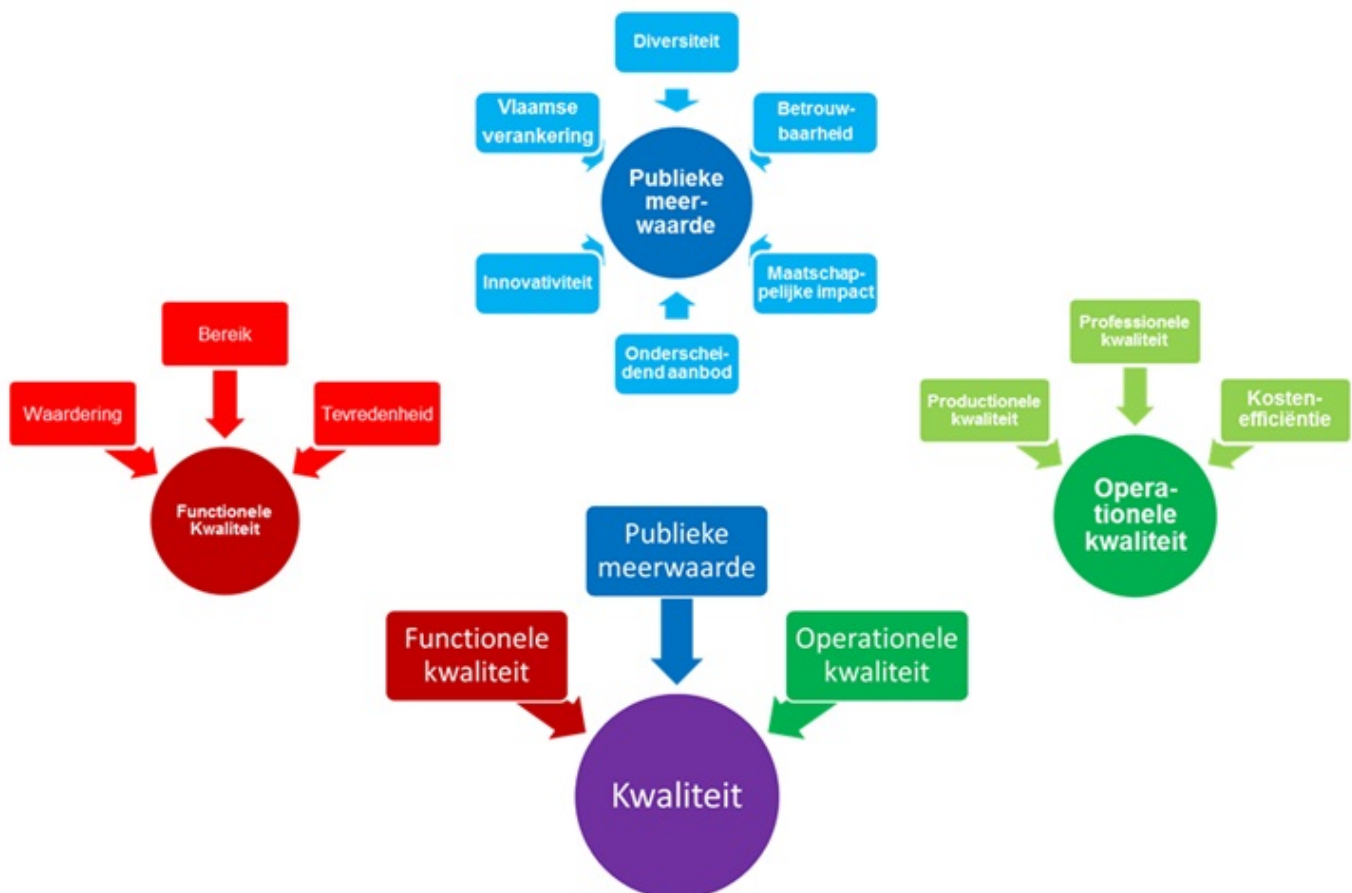 Diversiteit
Vlaamse
verankering
Betrouw-
baarheid
Publieke
meer-
waarde
Innovativiteit
Maatschap-
pelijke impact
Onderschei-
dend aanbod
Bereik
Waardering
Tevredenheid
Functionele
Kwaliteit
Professionele
kwaliteit
Productionele
kwaliteit
Kosten-
efficiëntie
Opera-
tionele
kwaliteit
Publieke
meerwaarde
Functionele
kwaliteit
Operationele
kwaliteit
Kwaliteit